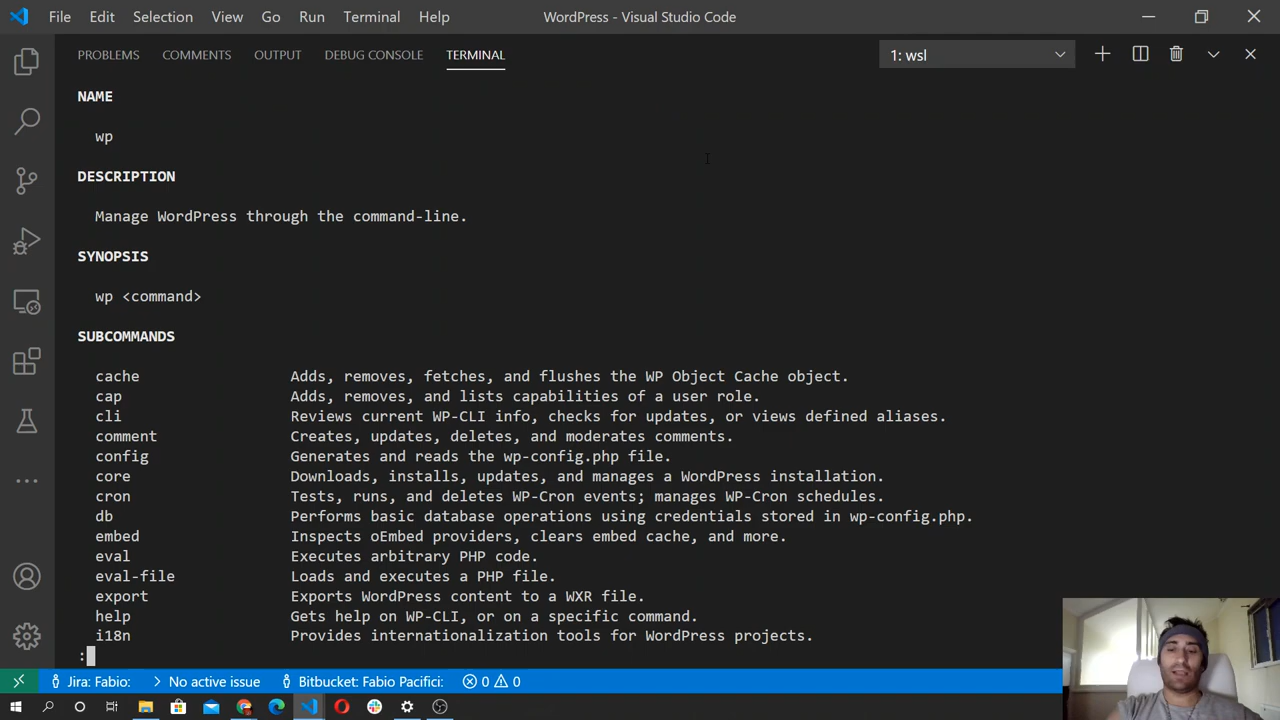 File Edit Selection View Go Run Terminal Help WordPress - Visual Studio Code
PROBLEMS COMMENTS OUTPUT DEBUG CONSOLE TERMINAL 1: wsl
NAME
wp
DESCRIPTION
Manage WordPress through the command-line.
SYNOPSIS
wp <command>
SUBCOMMANDS
cache Adds, removes, fetches, and flushes the WP Object Cache object.
cap Adds, removes, and lists capabilities of a user role.
cli Reviews current WP-CLI info, checks for updates, or views defined aliases.
comment Creates, updates, deletes, and moderates comments.
config Generates and reads the wp-config.php file.
core Downloads, installs, updates, and manages a WordPress installation.
cron Tests, runs, and deletes WP-Cron events; manages WP-Cron schedules.
db Performs basic database operations using credentials stored in wp-config.php.
embed Inspects oEmbed providers, clears embed cache, and more.
eval Executes arbitrary PHP code.
eval-file Loads and executes a PHP file.
export Exports WordPress content to a WXR file.
help Gets help on WP-CLI, or on a specific command.
i18n Provides internationalization tools for WordPress projects.
:
Jira: Fabio: No active issue Bitbucket: Fabio Pacifici: 0 0